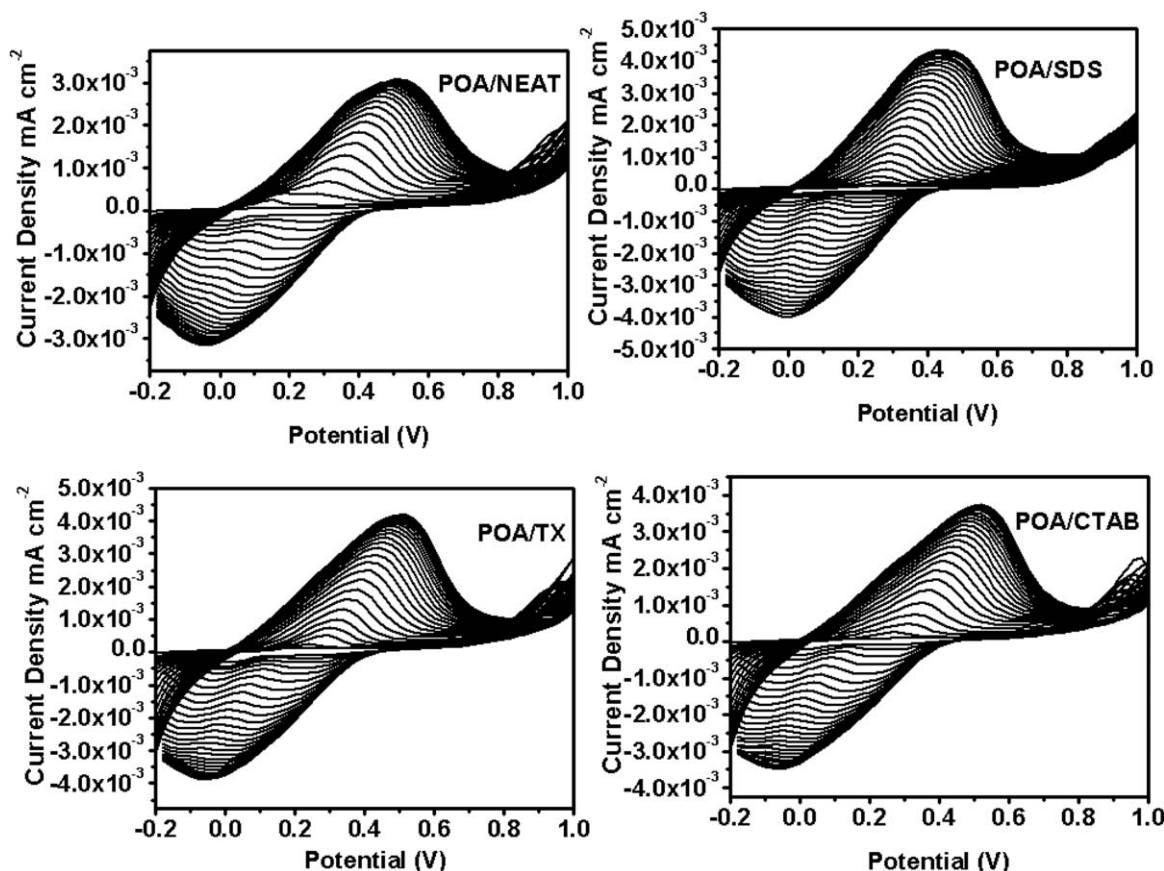 POA/NEAT
Current Density mA cm-2
3.0x10-3
2.0x10-3
1.0x10-3
0.0
-1.0x10-3
-2.0x10-3
-3.0x10-3
-0.2 0.0 0.2 0.4 0.6 0.8 1.0
Potential (V)
POA/SDS
Current Density mA cm-2
5.0x10-3
4.0x10-3
3.0x10-3
2.0x10-3
1.0x10-3
0.0
-1.0x10-3
-2.0x10-3
-3.0x10-3
-4.0x10-3
-5.0x10-3
-0.2 0.0 0.2 0.4 0.6 0.8 1.0
Potential (V)
POA/TX
Current Density mA cm-2
5.0x10-3
4.0x10-3
3.0x10-3
2.0x10-3
1.0x10-3
0.0
-1.0x10-3
-2.0x10-3
-3.0x10-3
-4.0x10-3
-0.2 0.0 0.2 0.4 0.6 0.8 1.0
Potential (V)
POA/CTAB
Current Density mA cm-2
4.0x10-3
3.0x10-3
2.0x10-3
1.0x10-3
0.0
-1.0x10-3
-2.0x10-3
-3.0x10-3
-4.0x10-3
-0.2 0.0 0.2 0.4 0.6 0.8 1.0
Potential (V)